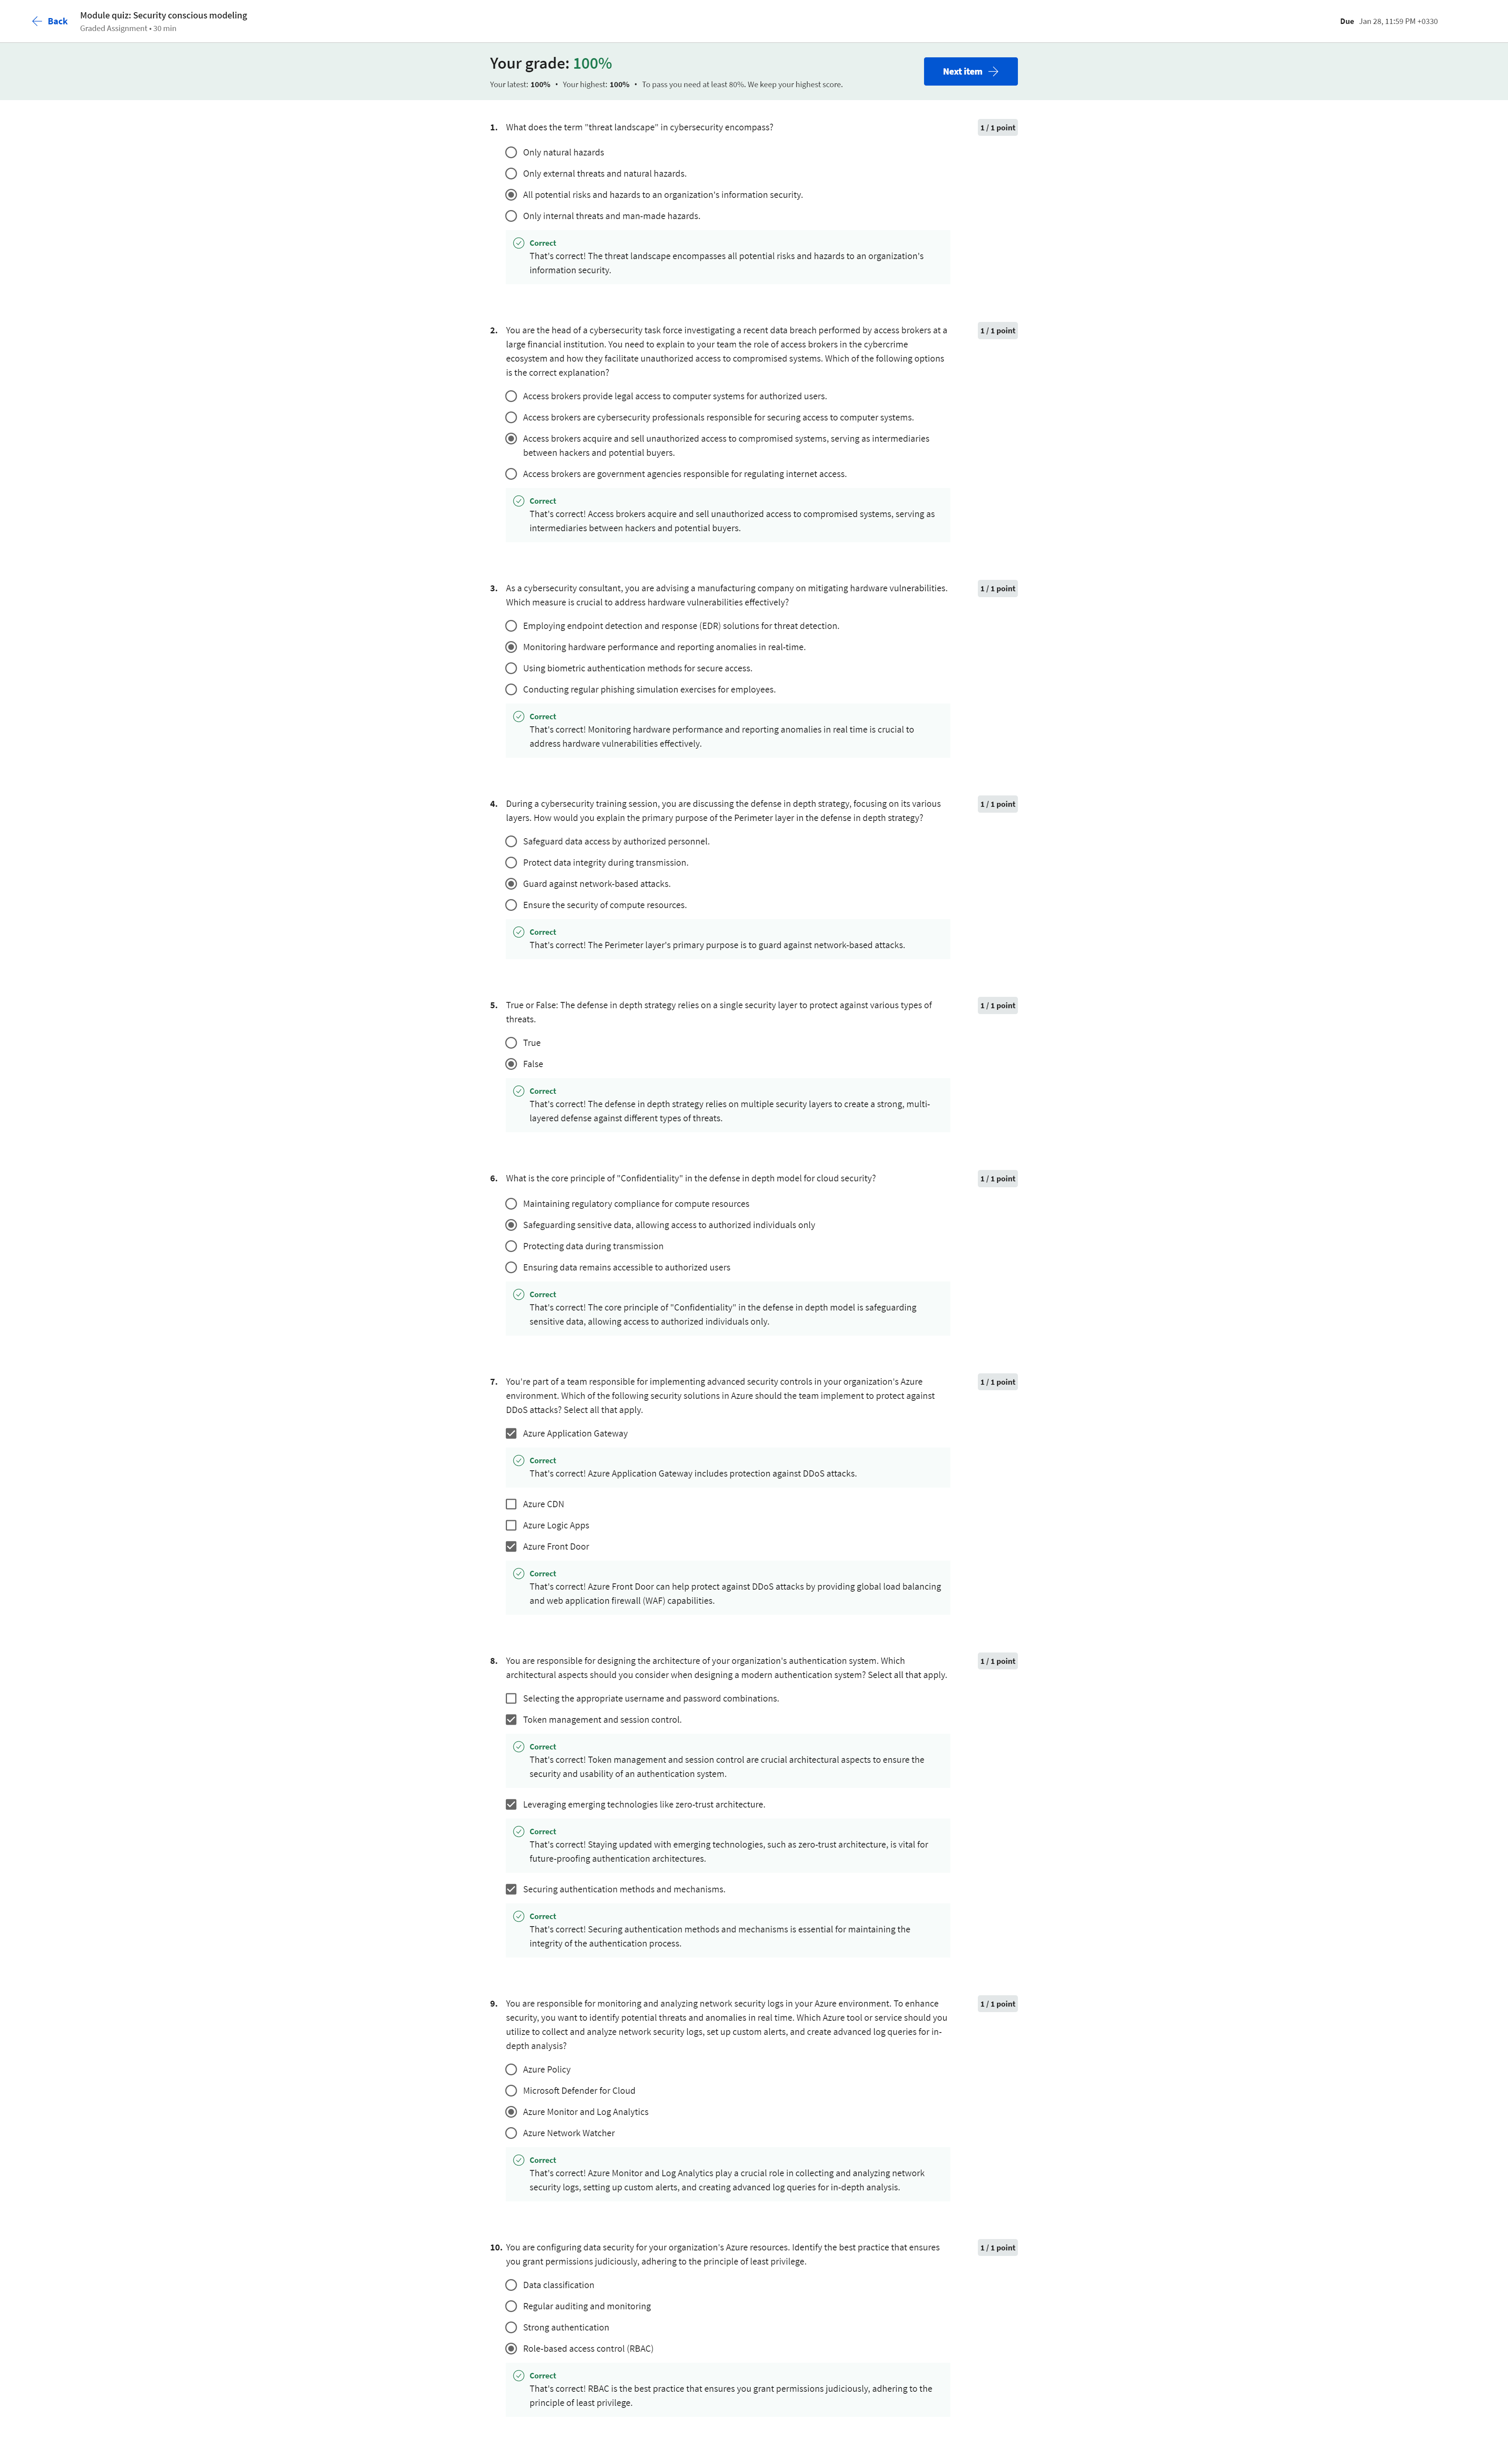 Back
Module quiz: Security conscious modeling
Graded Assignment • 30 min
Due Jan 28, 11:59 PM +0330
Your grade: 100%
Your latest: 100% • Your highest: 100% • To pass you need at least 80%. We keep your highest score.
Next item
1. What does the term "threat landscape" in cybersecurity encompass?
1 / 1 point
Only natural hazards
Only external threats and natural hazards.
All potential risks and hazards to an organization's information security.
Only internal threats and man-made hazards.
Correct
That's correct! The threat landscape encompasses all potential risks and hazards to an organization's
information security.
2. You are the head of a cybersecurity task force investigating a recent data breach performed by access brokers at a
large financial institution. You need to explain to your team the role of access brokers in the cybercrime
ecosystem and how they facilitate unauthorized access to compromised systems. Which of the following options
is the correct explanation?
1 / 1 point
Access brokers provide legal access to computer systems for authorized users.
Access brokers are cybersecurity professionals responsible for securing access to computer systems.
Access brokers acquire and sell unauthorized access to compromised systems, serving as intermediaries
between hackers and potential buyers.
Access brokers are government agencies responsible for regulating internet access.
Correct
That's correct! Access brokers acquire and sell unauthorized access to compromised systems, serving as
intermediaries between hackers and potential buyers.
3. As a cybersecurity consultant, you are advising a manufacturing company on mitigating hardware vulnerabilities.
Which measure is crucial to address hardware vulnerabilities effectively?
1 / 1 point
Employing endpoint detection and response (EDR) solutions for threat detection.
Monitoring hardware performance and reporting anomalies in real-time.
Using biometric authentication methods for secure access.
Conducting regular phishing simulation exercises for employees.
Correct
That's correct! Monitoring hardware performance and reporting anomalies in real time is crucial to
address hardware vulnerabilities effectively.
4. During a cybersecurity training session, you are discussing the defense in depth strategy, focusing on its various
layers. How would you explain the primary purpose of the Perimeter layer in the defense in depth strategy?
1 / 1 point
Safeguard data access by authorized personnel.
Protect data integrity during transmission.
Guard against network-based attacks.
Ensure the security of compute resources.
Correct
That's correct! The Perimeter layer's primary purpose is to guard against network-based attacks.
5. True or False: The defense in depth strategy relies on a single security layer to protect against various types of
threats.
1 / 1 point
True
False
Correct
That's correct! The defense in depth strategy relies on multiple security layers to create a strong, multi-
layered defense against different types of threats.
6. What is the core principle of "Confidentiality" in the defense in depth model for cloud security?
1 / 1 point
Maintaining regulatory compliance for compute resources
Safeguarding sensitive data, allowing access to authorized individuals only
Protecting data during transmission
Ensuring data remains accessible to authorized users
Correct
That's correct! The core principle of "Confidentiality" in the defense in depth model is safeguarding
sensitive data, allowing access to authorized individuals only.
7. You're part of a team responsible for implementing advanced security controls in your organization's Azure
environment. Which of the following security solutions in Azure should the team implement to protect against
DDoS attacks? Select all that apply.
1 / 1 point
Azure Application Gateway
Correct
That's correct! Azure Application Gateway includes protection against DDoS attacks.
Azure CDN
Azure Logic Apps
Azure Front Door
Correct
That's correct! Azure Front Door can help protect against DDoS attacks by providing global load balancing
and web application firewall (WAF) capabilities.
8. You are responsible for designing the architecture of your organization's authentication system. Which
architectural aspects should you consider when designing a modern authentication system? Select all that apply.
1 / 1 point
Selecting the appropriate username and password combinations.
Token management and session control.
Correct
That's correct! Token management and session control are crucial architectural aspects to ensure the
security and usability of an authentication system.
Leveraging emerging technologies like zero-trust architecture.
Correct
That's correct! Staying updated with emerging technologies, such as zero-trust architecture, is vital for
future-proofing authentication architectures.
Securing authentication methods and mechanisms.
Correct
That's correct! Securing authentication methods and mechanisms is essential for maintaining the
integrity of the authentication process.
9. You are responsible for monitoring and analyzing network security logs in your Azure environment. To enhance
security, you want to identify potential threats and anomalies in real time. Which Azure tool or service should you
utilize to collect and analyze network security logs, set up custom alerts, and create advanced log queries for in-
depth analysis?
1 / 1 point
Azure Policy
Microsoft Defender for Cloud
Azure Monitor and Log Analytics
Azure Network Watcher
Correct
That's correct! Azure Monitor and Log Analytics play a crucial role in collecting and analyzing network
security logs, setting up custom alerts, and creating advanced log queries for in-depth analysis.
10. You are configuring data security for your organization's Azure resources. Identify the best practice that ensures
you grant permissions judiciously, adhering to the principle of least privilege.
1 / 1 point
Data classification
Regular auditing and monitoring
Strong authentication
Role-based access control (RBAC)
Correct
That's correct! RBAC is the best practice that ensures you grant permissions judiciously, adhering to the
principle of least privilege.